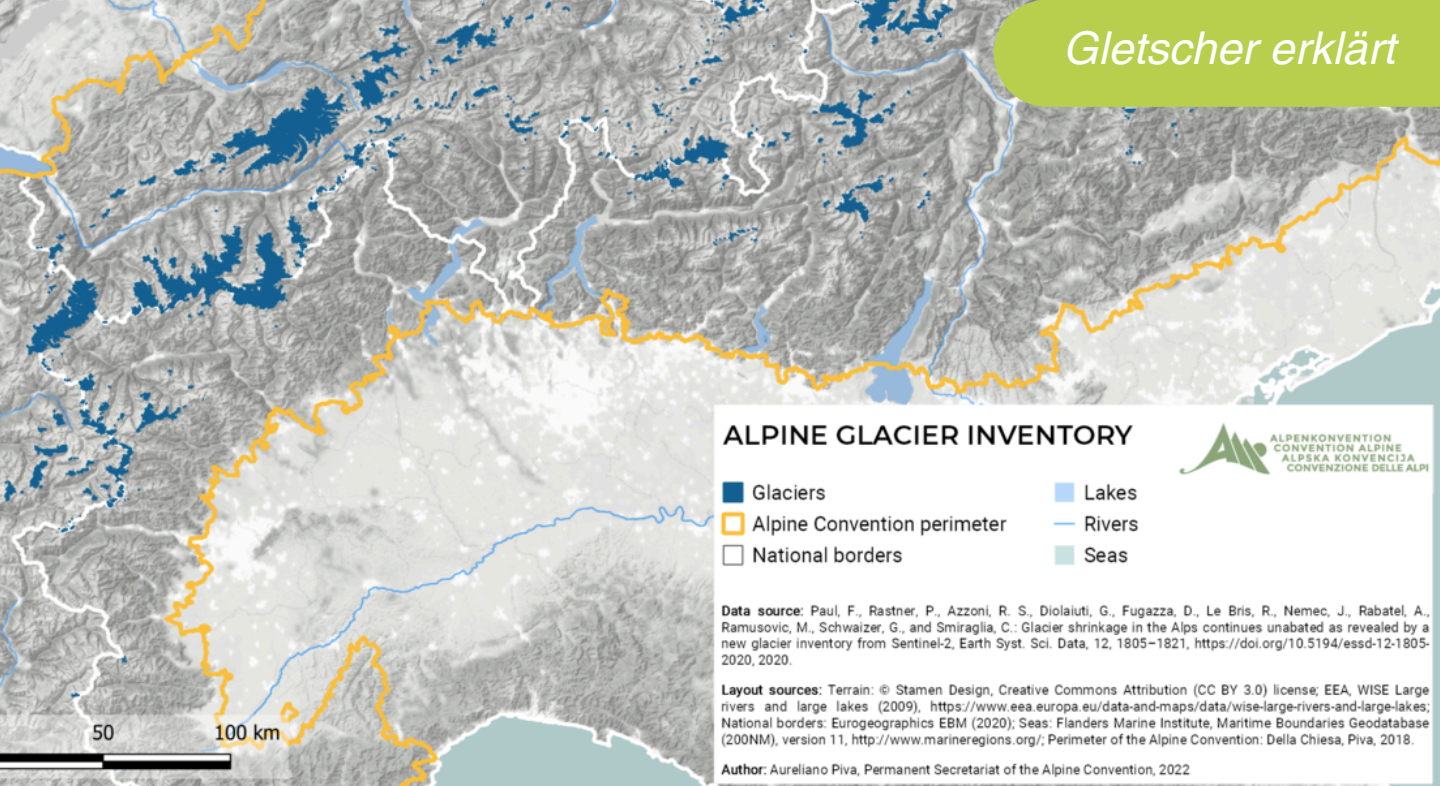 Gletscher erklärt
ALPINE GLACIER INVENTORY
ALPENKONVENTION
CONVENTION ALPINE
ALPSKA KONVENCIJA
CONVENZIONE DELLE ALPI
Glaciers
Alpine Convention perimeter
National borders
Lakes
Rivers
Seas
Data source: Paul, F., Rastner, P., Azzoni, R. S., Diolaiuti, G., Fugazza, D., Le Bris, R., Nemec, J., Rabatel, A.,
Ramusovic, M., Schwaizer, G., and Smiraglia, C.: Glacier shrinkage in the Alps continues unabated as revealed by a
new glacier inventory from Sentinel-2, Earth Syst. Sci. Data, 12, 1805–1821, https://doi.org/10.5194/essd-12-1805-
2020, 2020.
Layout sources: Terrain: © Stamen Design, Creative Commons Attribution (CC BY 3.0) license; EEA, WISE Large
rivers and large lakes (2009), https://www.eea.europa.eu/data-and-maps/data/wise-large-rivers-and-large-lakes;
National borders: Eurogeographics EBM (2020); Seas: Flanders Marine Institute, Maritime Boundaries Geodatabase
(200NM), version 11, http://www.marineregions.org/; Perimeter of the Alpine Convention: Della Chiesa, Piva, 2018.
Author: Aureliano Piva, Permanent Secretariat of the Alpine Convention, 2022
50 100 km